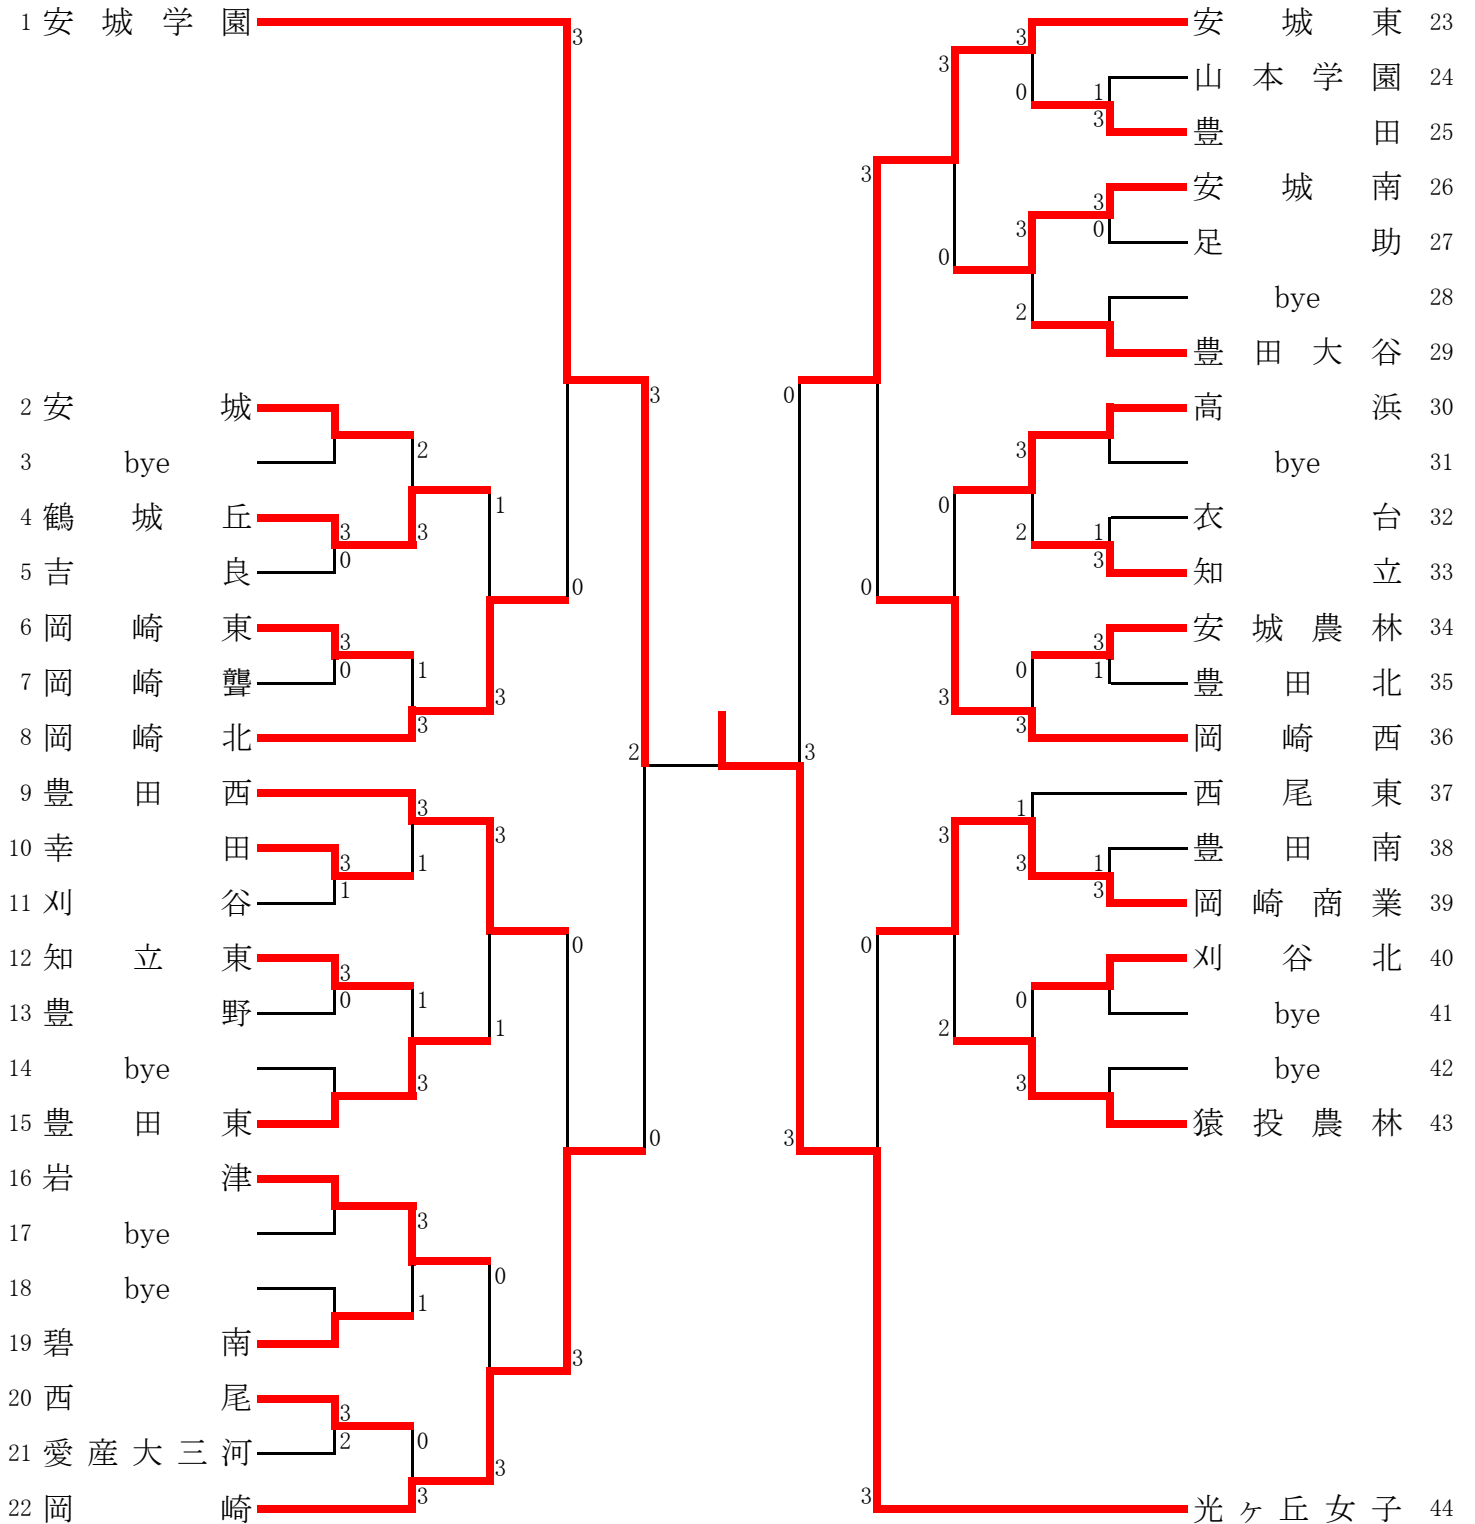 1 安城学園
2 安城
3 bye
4 鶴城丘
5 吉良
6 岡崎東
7 岡崎聾
8 岡崎北
9 豊田西
10 幸田
11 刈谷
12 知立東
13 豊野
14 bye
15 豊田東
16 岩津
17 bye
18 bye
19 碧南
20 西尾
21 愛産大三河
22 岡崎
3
2
3
0
3
3
0
1
3
1
3
0
3
3
1
3
1
3
0
1
3
1
0
3
1
3
2
0
3
0
3
3
0
2
3
0
0
3
3
0
3
0
3
0
3
0
1
3
3
2
3
0
3
2
1
3
3
0
3
1
0
3
2
1
3
1
3
0
3
安城東 23
山本学園 24
豊田 25
安城南 26
足助 27
bye 28
豊田大谷 29
高浜 30
bye 31
衣台 32
知立 33
安城農林 34
豊田北 35
岡崎西 36
西尾東 37
豊田南 38
岡崎商業 39
刈谷北 40
bye 41
bye 42
猿投農林 43
光ヶ丘女子 44